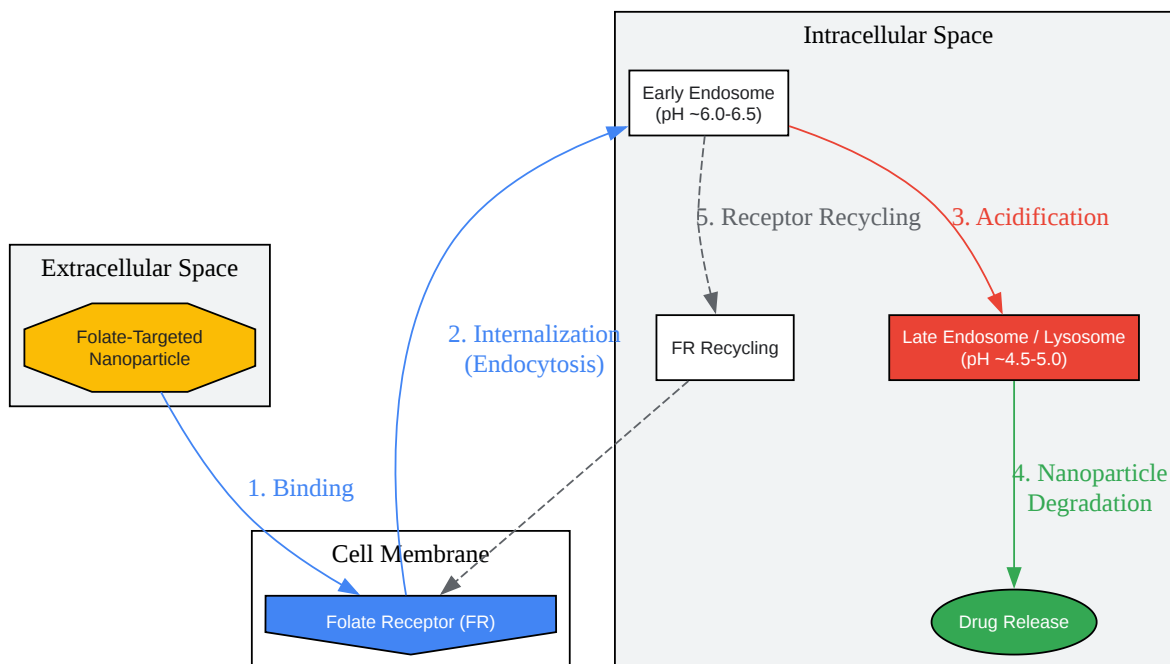 Intracellular Space
Early Endosome
(pH ~6.0-6.5)
5. Receptor Recycling
3. Acidification
Extracellular Space
Folate-Targeted
Nanoparticle
2. Internalization
(Endocytosis)
FR Recycling
Late Endosome / Lysosome
(pH ~4.5-5.0)
1. Binding
4. Nanoparticle
Degradation
Cell Membrane
Folate Receptor (FR)
Drug Release